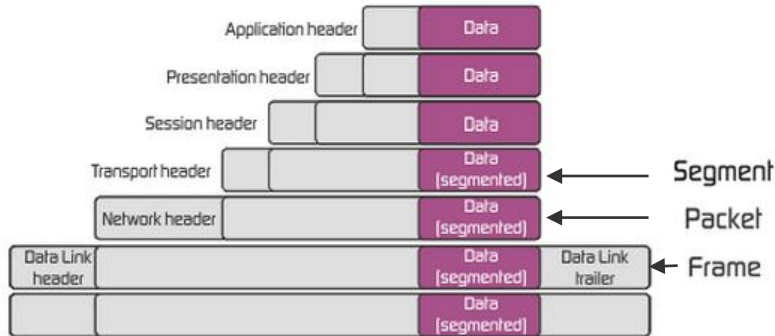 Application header Data
Presentation header Data
Session header Data
Transport header Data
(segmented) Segment
Network header Data
(segmented) Packet
Data Link
header Data
(segmented) Data Link
trailer Frame
Data
(segmented)